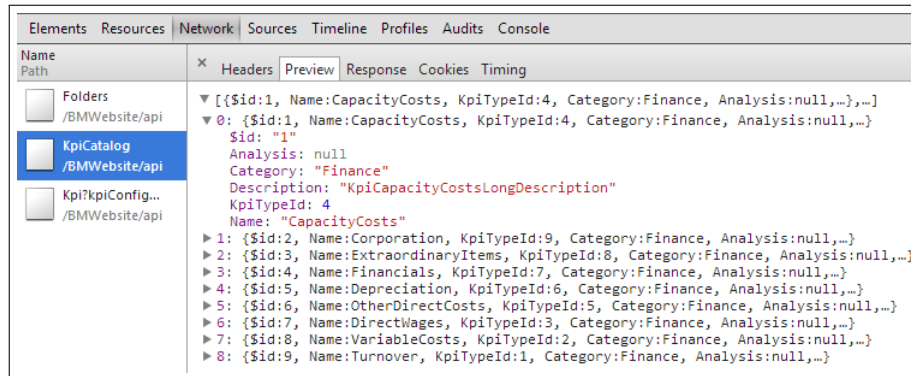 Elements Resources Network Sources Timeline Profiles Audits Console
Name
Path
× Headers Preview Response Cookies Timing
Folders
/BMWebsite/api
KpiCatalog
/BMWebsite/api
Kpi?kpiConfig...
/BMWebsite/api
▼[{$id:1, Name:CapacityCosts, KpiTypeId:4, Category:Finance, Analysis:null,…},…]
▼0: {$id:1, Name:CapacityCosts, KpiTypeId:4, Category:Finance, Analysis:null,…}
$id: "1"
Analysis: null
Category: "Finance"
Description: "KpiCapacityCostsLongDescription"
KpiTypeId: 4
Name: "CapacityCosts"
▶1: {$id:2, Name:Corporation, KpiTypeId:9, Category:Finance, Analysis:null,…}
▶2: {$id:3, Name:ExtraordinaryItems, KpiTypeId:8, Category:Finance, Analysis:null,…}
▶3: {$id:4, Name:Financials, KpiTypeId:7, Category:Finance, Analysis:null,…}
▶4: {$id:5, Name:Depreciation, KpiTypeId:6, Category:Finance, Analysis:null,…}
▶5: {$id:6, Name:OtherDirectCosts, KpiTypeId:5, Category:Finance, Analysis:null,…}
▶6: {$id:7, Name:DirectWages, KpiTypeId:3, Category:Finance, Analysis:null,…}
▶7: {$id:8, Name:VariableCosts, KpiTypeId:2, Category:Finance, Analysis:null,…}
▶8: {$id:9, Name:Turnover, KpiTypeId:1, Category:Finance, Analysis:null,…}